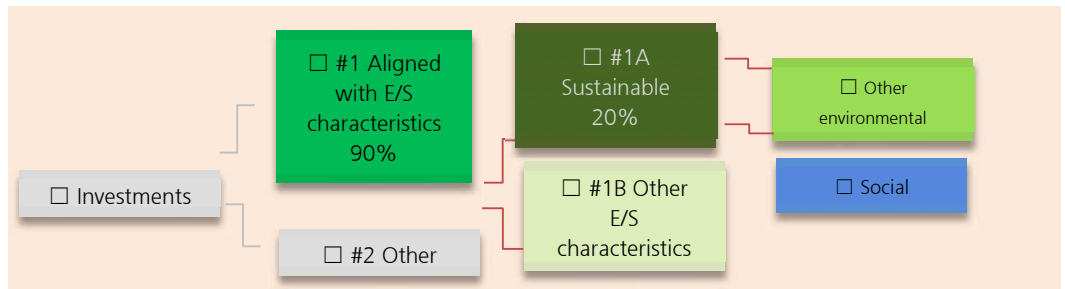 ☐ Investments
☐ #1 Aligned
with E/S
characteristics
90%
☐ #2 Other
☐ #1A
Sustainable
20%
☐ #1B Other
E/S
characteristics
☐ Other
environmental
☐ Social